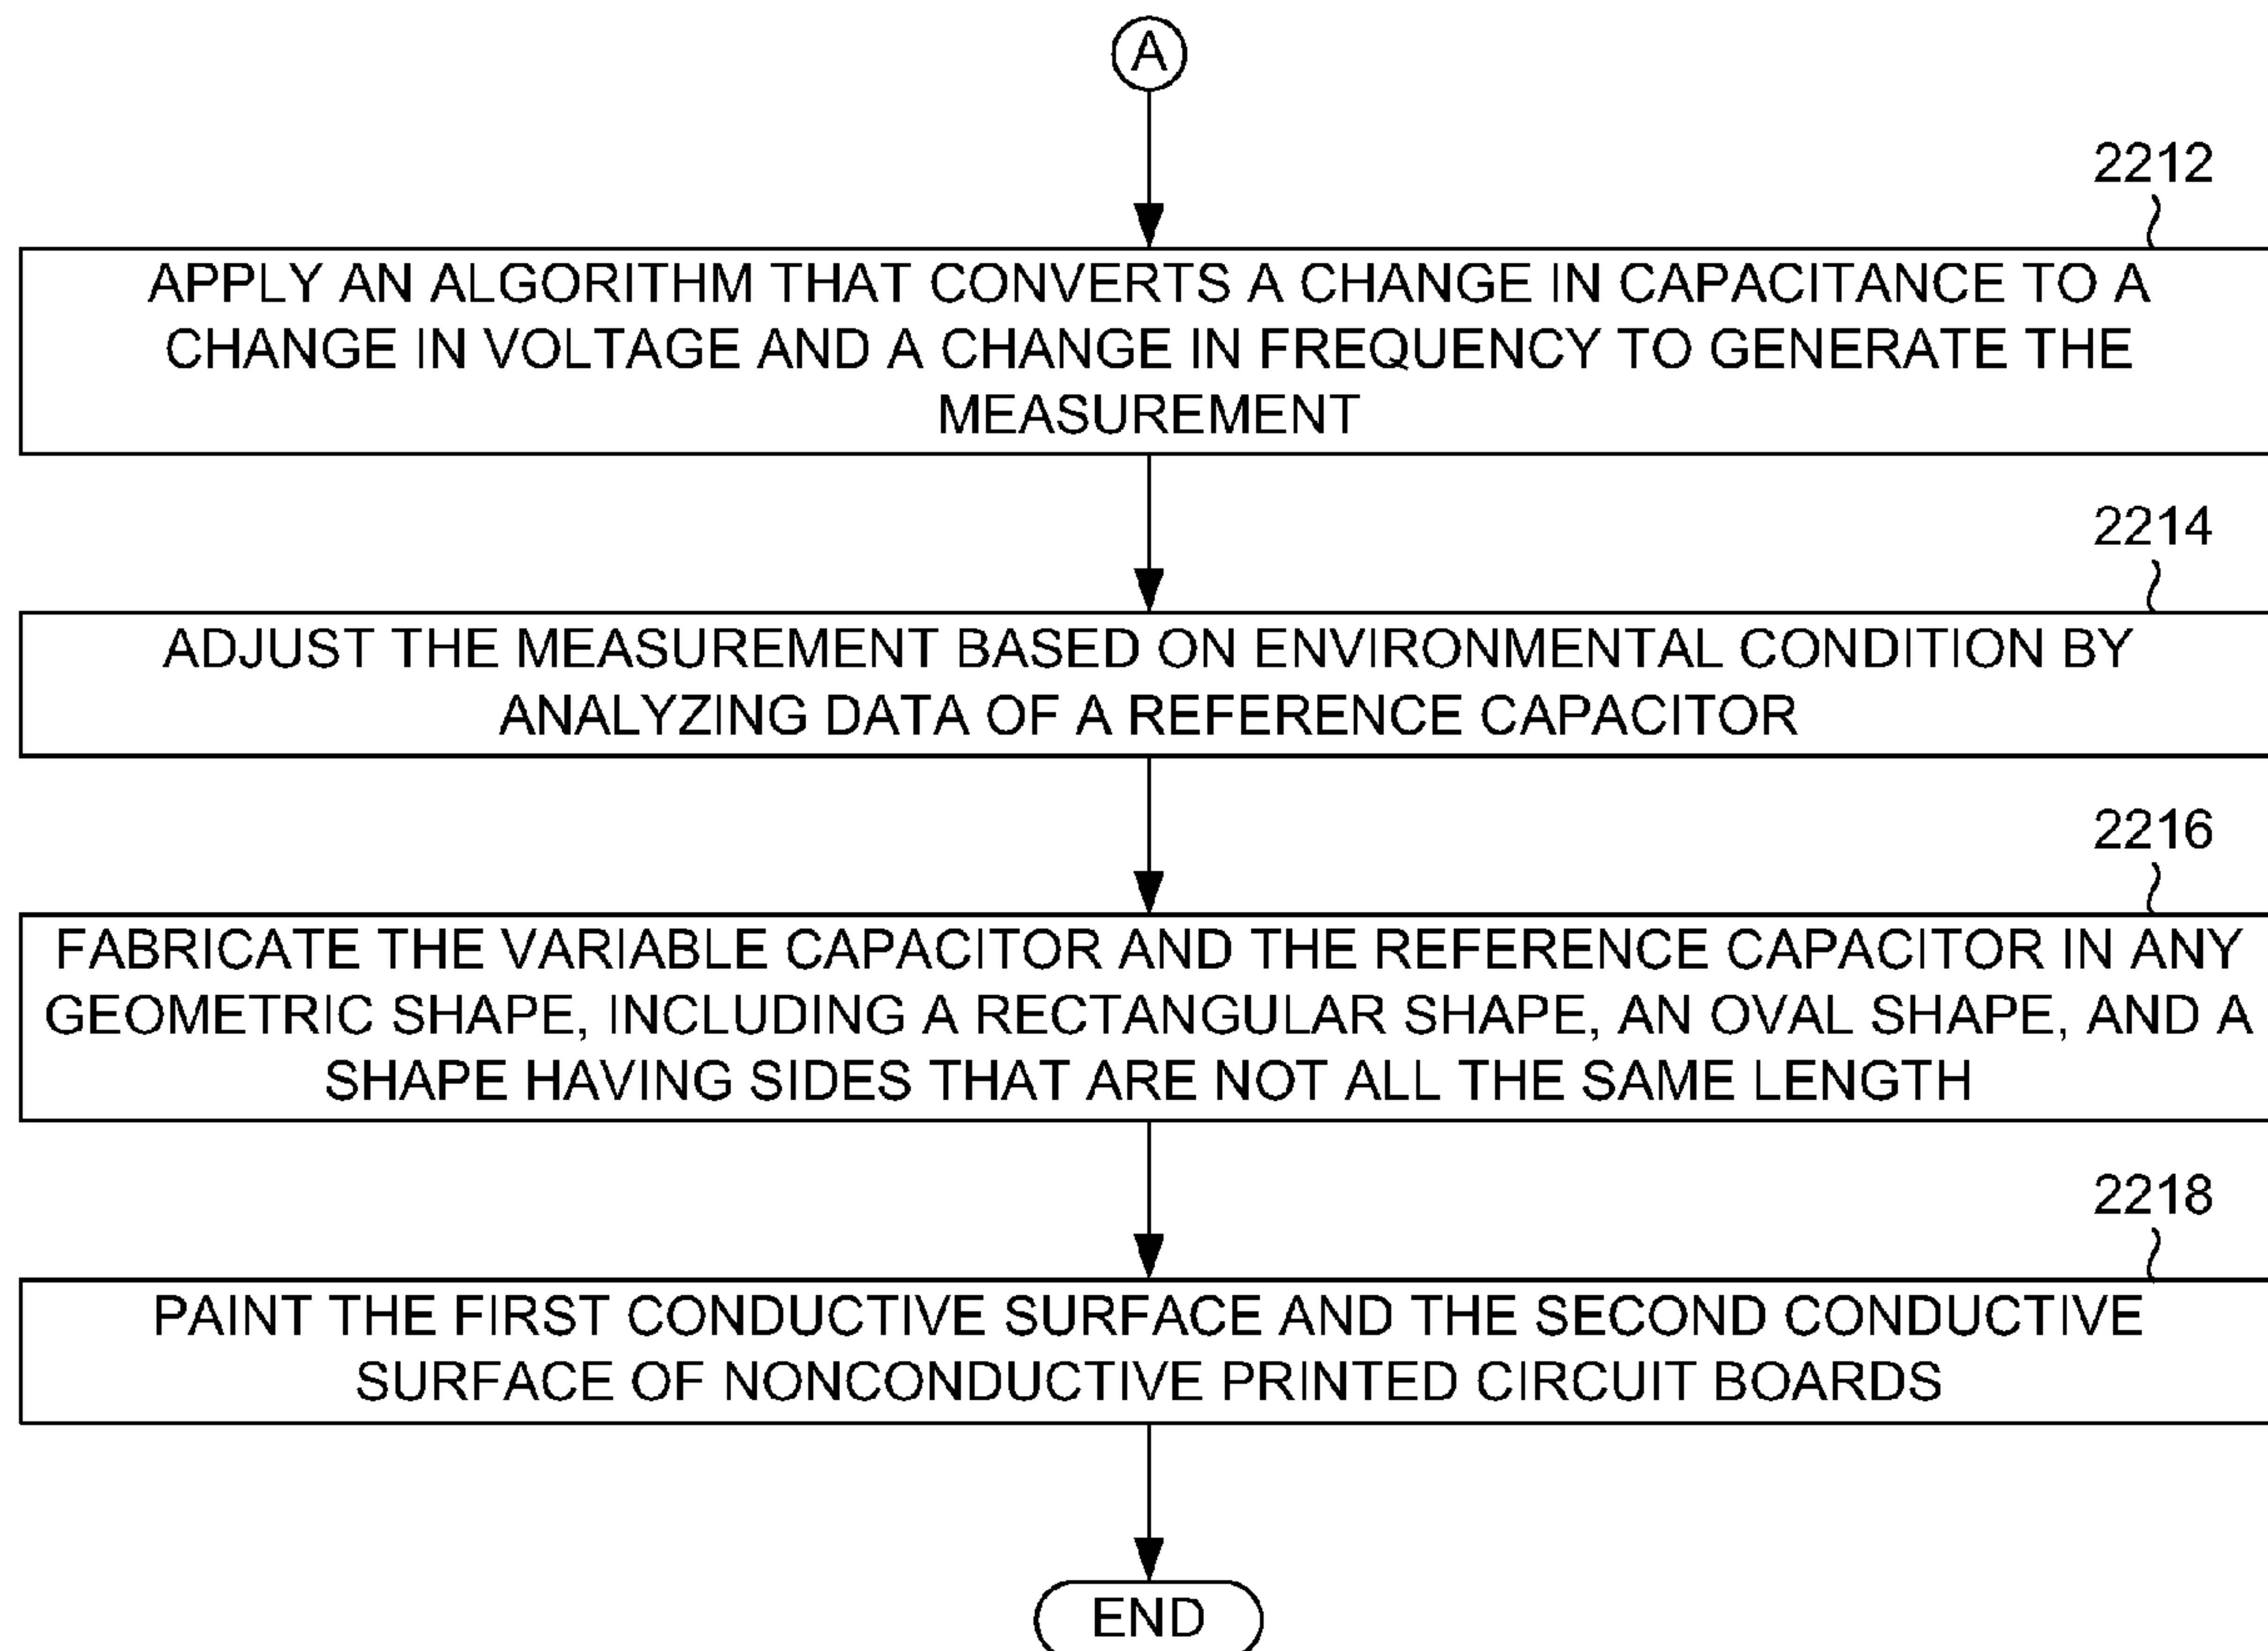 A
2212
APPLY AN ALGORITHM THAT CONVERTS A CHANGE IN CAPACITANCE TO A
CHANGE IN VOLTAGE AND A CHANGE IN FREQUENCY TO GENERATE THE
MEASUREMENT
2214
ADJUST THE MEASUREMENT BASED ON ENVIRONMENTAL CONDITION BY
ANALYZING DATA OF A REFERENCE CAPACITOR
2216
FABRICATE THE VARIABLE CAPACITOR AND THE REFERENCE CAPACITOR IN ANY
GEOMETRIC SHAPE, INCLUDING A RECTANGULAR SHAPE, AN OVAL SHAPE, AND A
SHAPE HAVING SIDES THAT ARE NOT ALL THE SAME LENGTH
2218
PAINT THE FIRST CONDUCTIVE SURFACE AND THE SECOND CONDUCTIVE
SURFACE OF NONCONDUCTIVE PRINTED CIRCUIT BOARDS
END